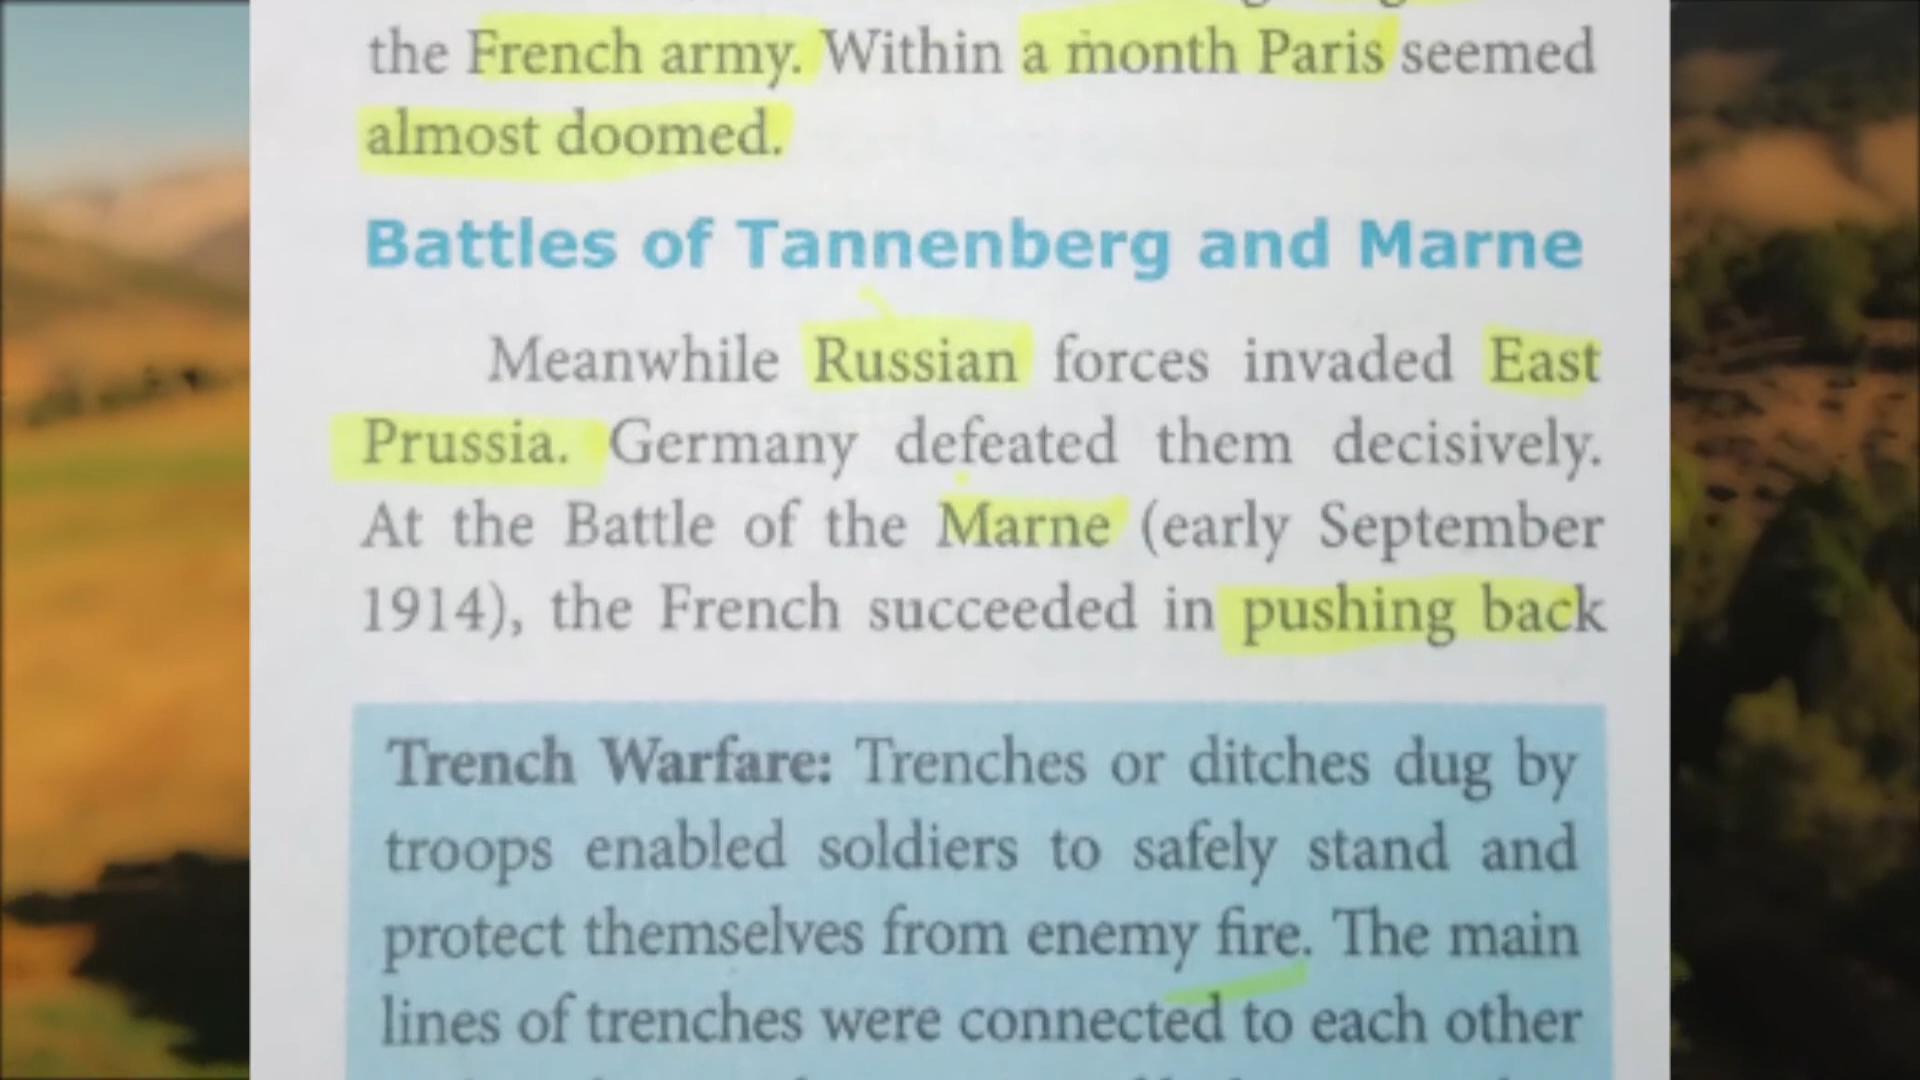 the French army. Within a month Paris seemed
almost doomed.
Battles of Tannenberg and Marne
Meanwhile Russian forces invaded East
Prussia. Germany defeated them decisively.
At the Battle of the Marne (early September
1914), the French succeeded in pushing back
Trench Warfare: Trenches or ditches dug by
troops enabled soldiers to safely stand and
protect themselves from enemy fire. The main
lines of trenches were connected to each other